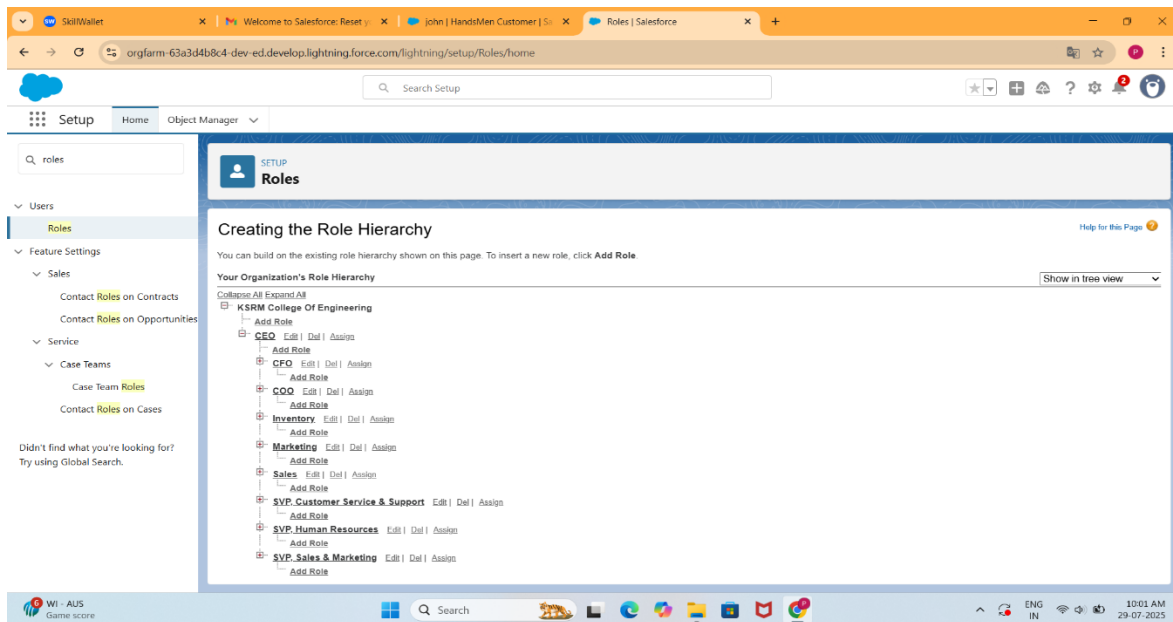 SkillWallet
Welcome to Salesforce: Reset y
john | HandsMen Customer | Sa
Roles | Salesforce
orgfarm-63a3d4b8c4-dev-ed.develop.lightning.force.com/lightning/setup/Roles/home
P
Search Setup
2
Setup Home Object Manager
roles
SETUP
Roles
Users
Roles
Feature Settings
Sales
Contact Roles on Contracts
Contact Roles on Opportunities
Service
Case Teams
Case Team Roles
Contact Roles on Cases
Didn't find what you're looking for?
Try using Global Search.
Creating the Role Hierarchy
Help for this Page ?
You can build on the existing role hierarchy shown on this page. To insert a new role, click Add Role.
Your Organization's Role Hierarchy
Show in tree view
Collapse All Expand All
KSRM College Of Engineering
Add Role
CEO Edit | Del | Assign
Add Role
CFO Edit | Del | Assign
Add Role
COO Edit | Del | Assign
Add Role
Inventory Edit | Del | Assign
Add Role
Marketing Edit | Del | Assign
Add Role
Sales Edit | Del | Assign
Add Role
SVP, Customer Service & Support Edit | Del | Assign
Add Role
SVP, Human Resources Edit | Del | Assign
Add Role
SVP, Sales & Marketing Edit | Del | Assign
Add Role
6
WI - AUS
Game score
Search
ENG
IN
10:01 AM
29-07-2025